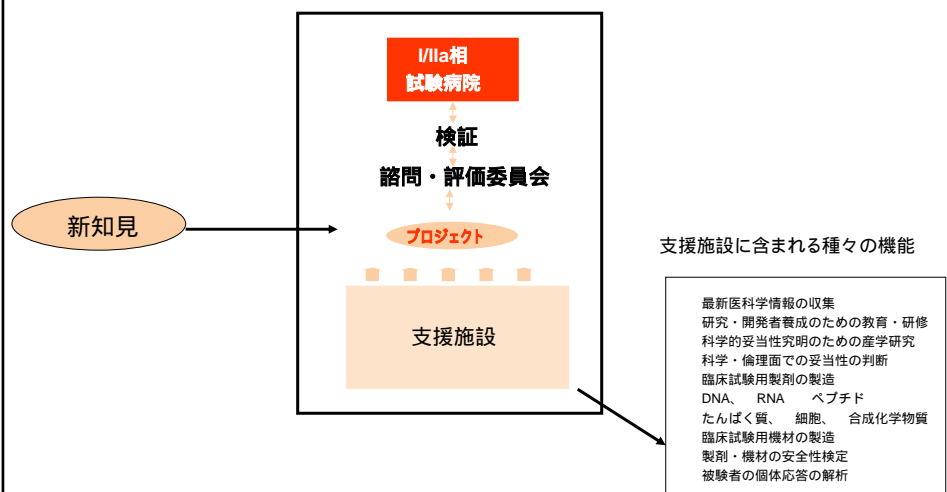 I/IIa相
試験病院
検証
諮問・評価委員会
新知見
プロジェクト
支援施設
支援施設に含まれる種々の機能
最新医科学情報の収集
研究・開発者養成のための教育・研修
科学的妥当性究明のための産学研究
科学・倫理面での妥当性の判断
臨床試験用製剤の製造
DNA、 RNA ペプチド
たんぱく質、 細胞、 合成化学物質
臨床試験用機材の製造
製剤・機材の安全性検定
被験者の個体応答の解析